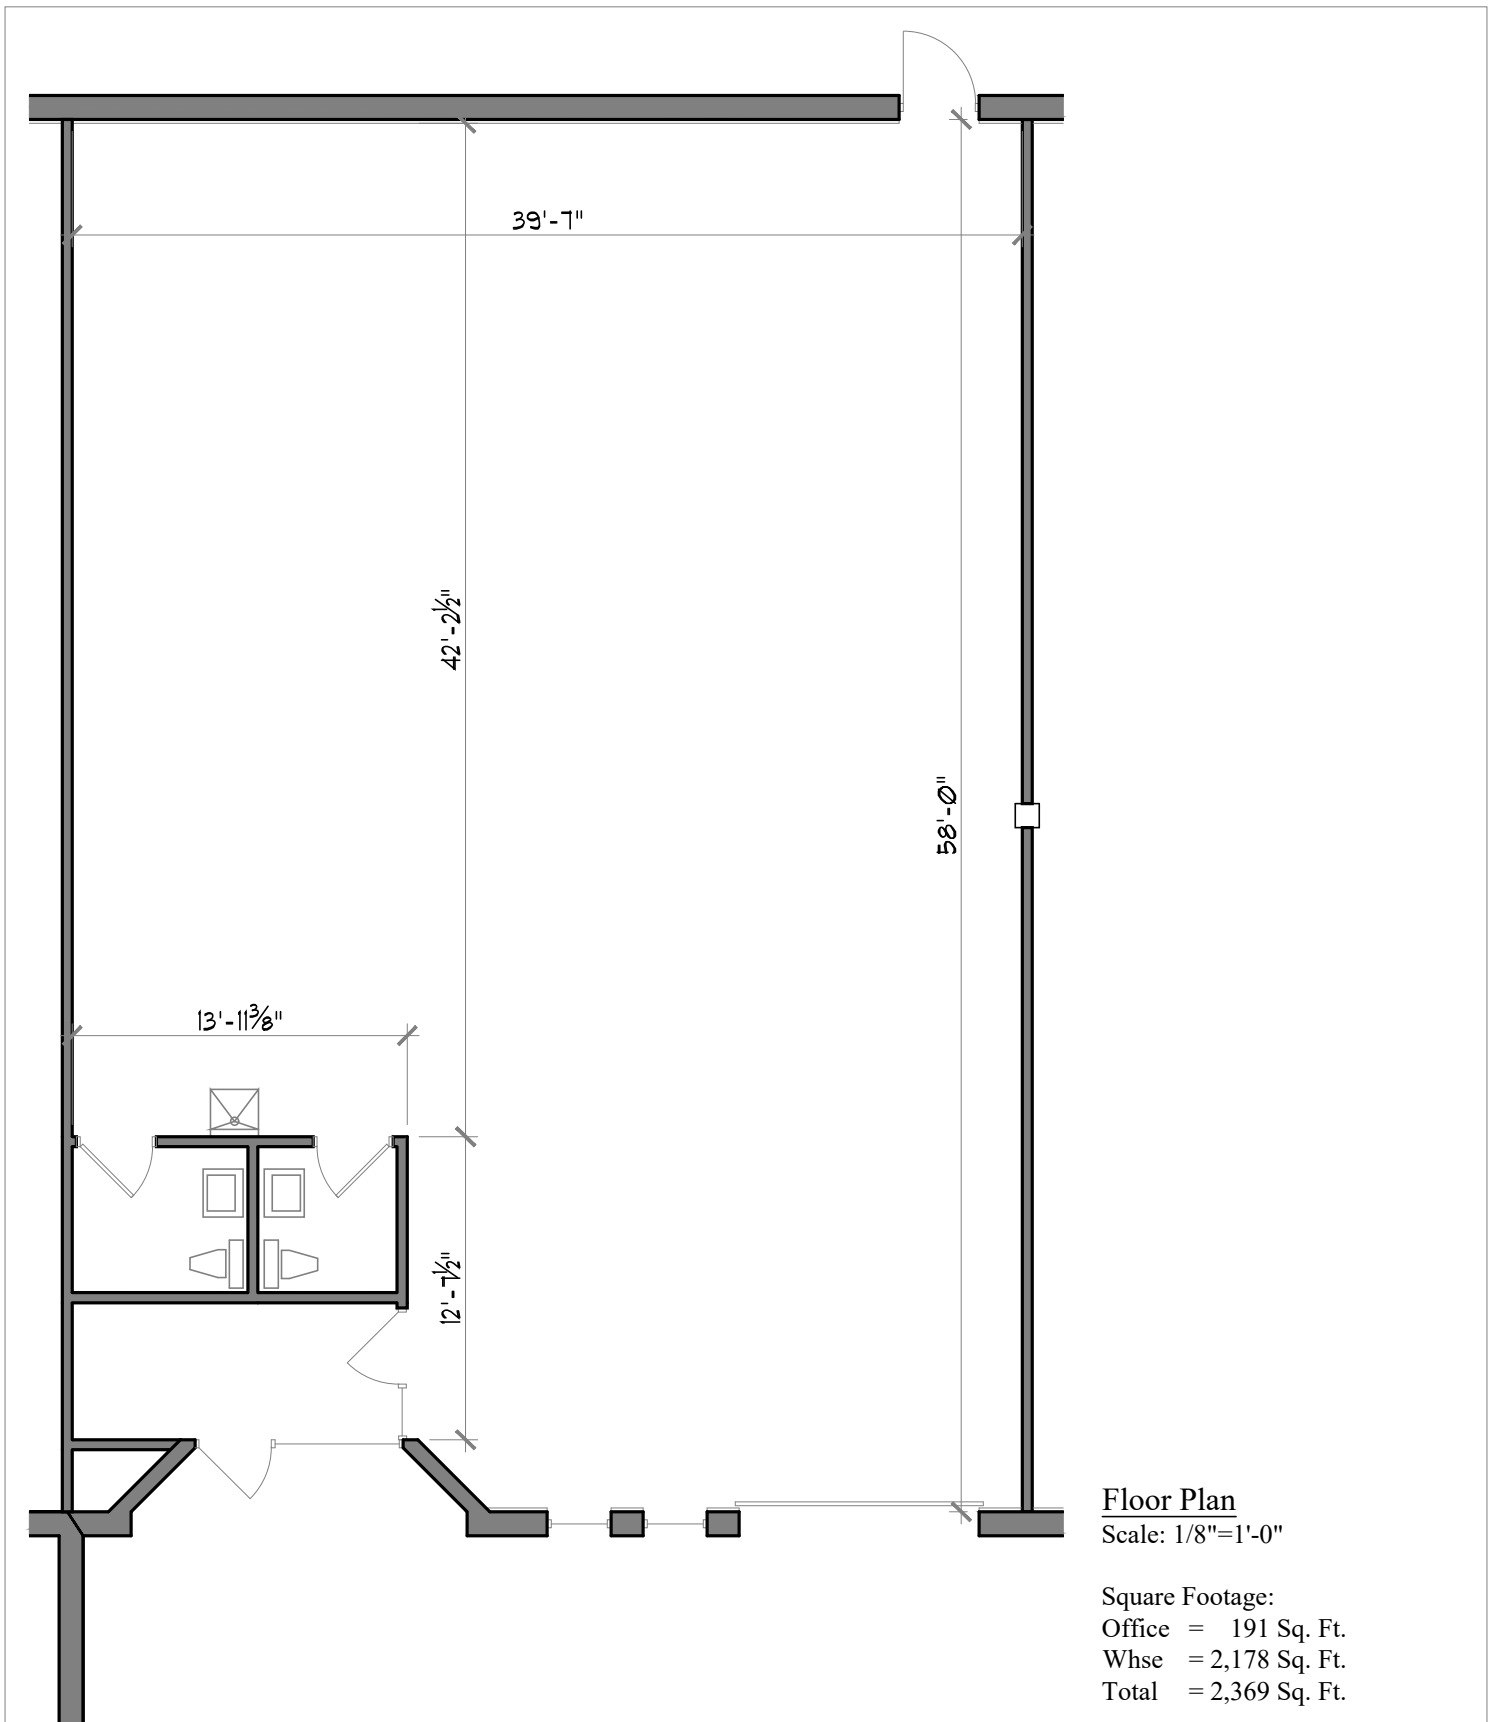 39'-7"
42'-2½"
58'-0"
13'-11⅜"
12'-7½"
Floor Plan
Scale: 1/8"=1'-0"
Square Footage:
Office = 191 Sq. Ft.
Whse = 2,178 Sq. Ft.
Total = 2,369 Sq. Ft.